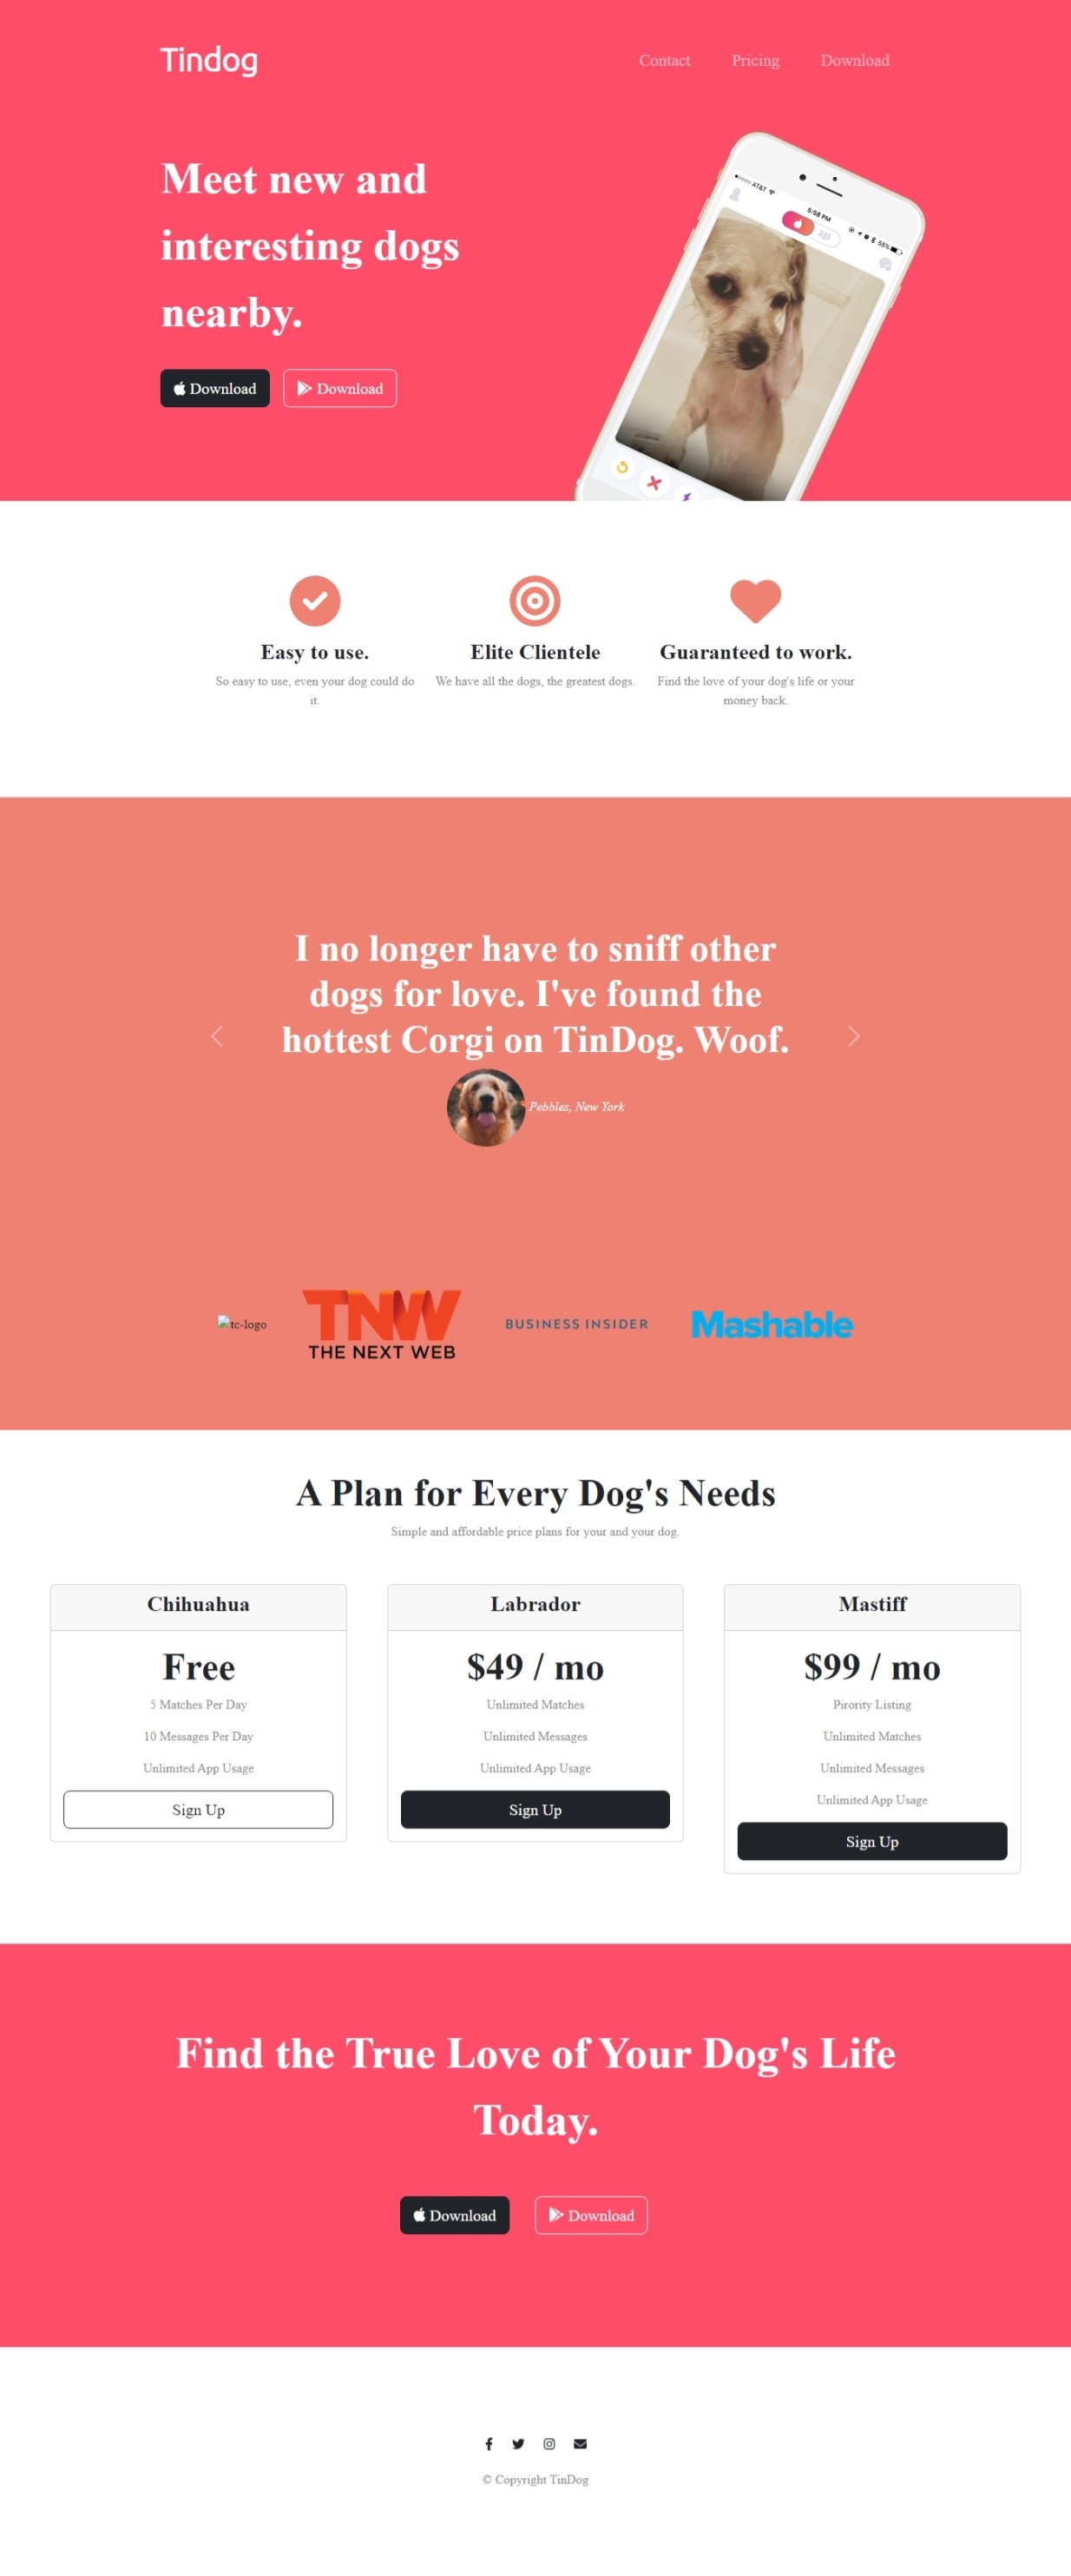 Tindog
Contact Pricing Download
Meet new and
interesting dogs
nearby.
AT&T 5:58 PM 55%
Download Download
Easy to use. Elite Clientele Guaranteed to work.
So easy to use, even your dog could do We have all the dogs, the greatest dogs. Find the love of your dog's life or your
it. money back.
I no longer have to sniff other
dogs for love. I've found the
hottest Corgi on TinDog. Woof.
Pebbles, New York
tc-logo TNW BUSINESS INSIDER Mashable
THE NEXT WEB
A Plan for Every Dog's Needs
Simple and affordable price plans for your and your dog.
Chihuahua Labrador Mastiff
Free $49 / mo $99 / mo
5 Matches Per Day Unlimited Matches Pirority Listing
10 Messages Per Day Unlimited Messages Unlimited Matches
Unlimited App Usage Unlimited App Usage Unlimited Messages
Sign Up Sign Up Unlimited App Usage
Sign Up
Find the True Love of Your Dog's Life
Today.
Download Download
© Copyright TinDog